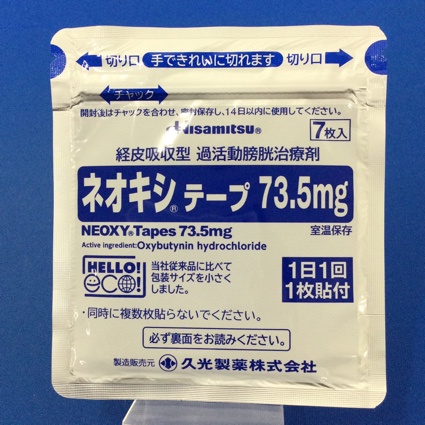 切り口 手できれいに切れます 切り口
チャック
開封後はチャックを合わせ、密封保存し、14日以内に使用してください。
Hisamitsu® 7枚入
経皮吸収型 過活動膀胱治療剤
ネオキシ®テープ 73.5mg
NEOXY®Tapes 73.5mg 室温保存
Active ingredient:Oxybutynin hydrochloride
HELLO!
eco!
当社従来品に比べて
包装サイズを小さく
しました。
1日1回
1枚貼付
・同時に複数枚貼らないでください。
必ず裏面をお読みください。
製造販売元 久光製薬株式会社